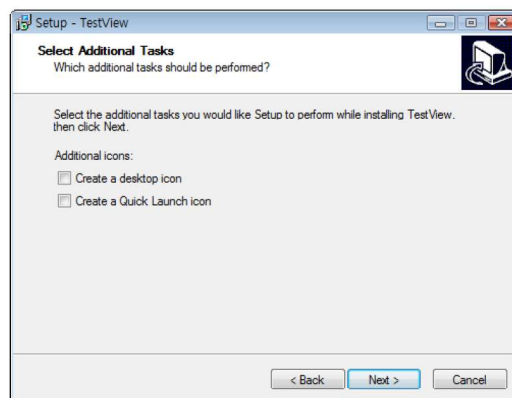 Setup - TestView
Select Additional Tasks
Which additional tasks should be performed?
Select the additional tasks you would like Setup to perform while installing TestView.
then click Next.
Additional icons:
Create a desktop icon
Create a Quick Launch icon
< Back
Next >
Cancel